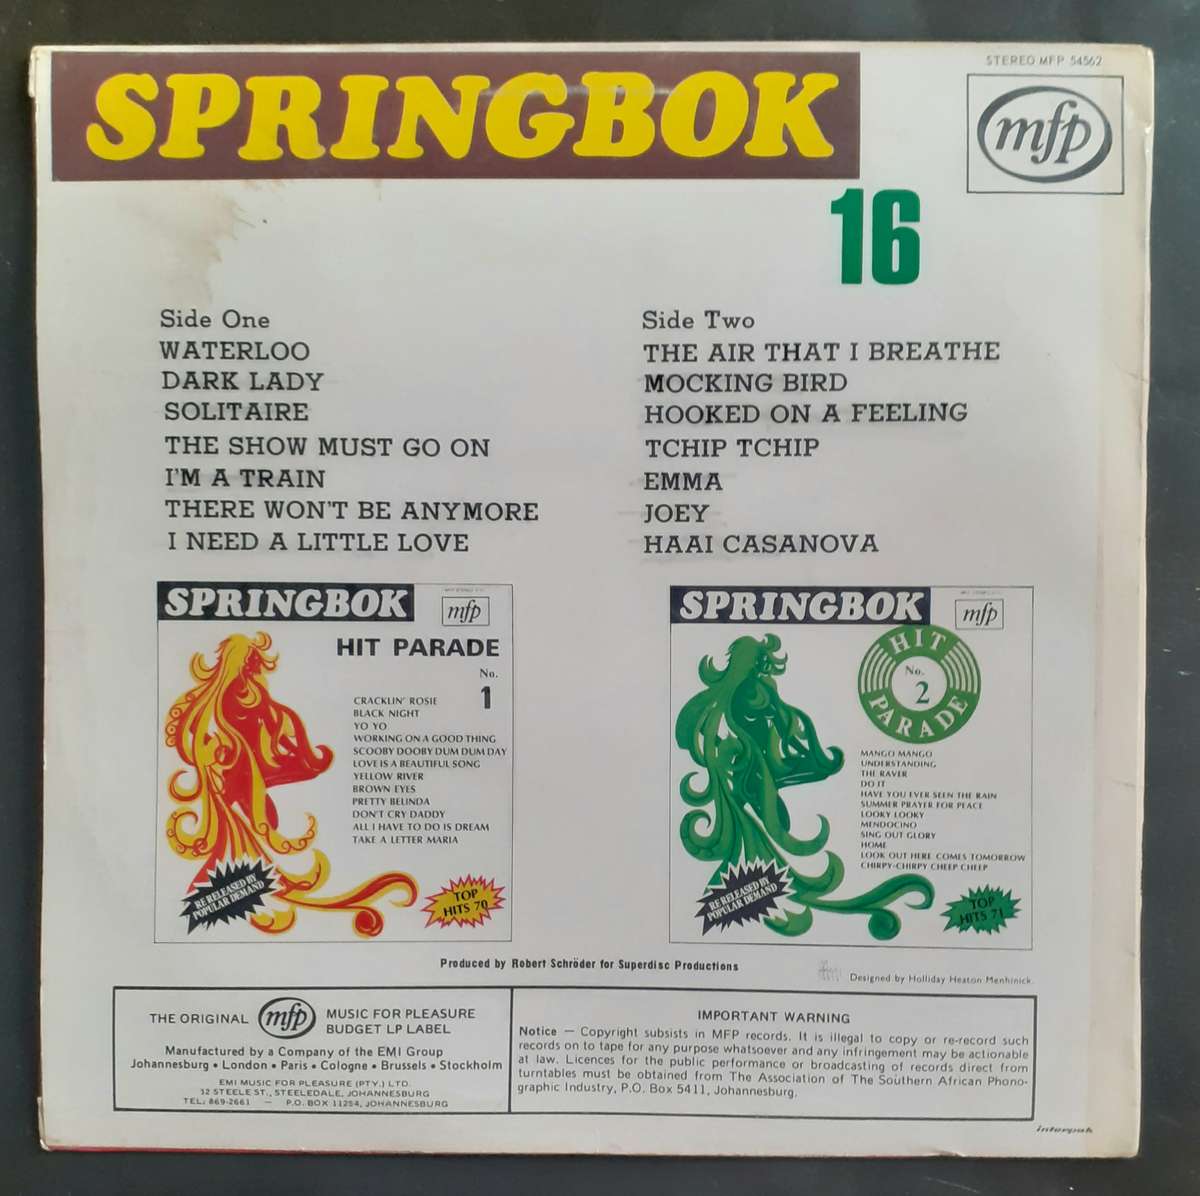 SPRINGBOK
STEREO MFP 54562
mfp
16
Side One
WATERLOO
DARK LADY
SOLITAIRE
THE SHOW MUST GO ON
I'M A TRAIN
THERE WON'T BE ANYMORE
I NEED A LITTLE LOVE
Side Two
THE AIR THAT I BREATHE
MOCKING BIRD
HOOKED ON A FEELING
TCHIP TCHIP
EMMA
JOEY
HAAI CASANOVA
SPRINGBOK
mfp
HIT PARADE
No.
1
CRACKLIN' ROSIE
BLACK NIGHT
YO YO
WORKING ON A GOOD THING
SCOOBY DOOBY DUM DUM DAY
LOVE IS A BEAUTIFUL SONG
YELLOW RIVER
BROWN EYES
PRETTY BELINDA
DON'T CRY DADDY
ALL I HAVE TO DO IS DREAM
TAKE A LETTER MARIA
RE RELEASED BY
POPULAR DEMAND
TOP
HITS 70
SPRINGBOK
mfp
HIT
No.
2
PARADE
MANGO MANGO
UNDERSTANDING
THE RAVER
DO IT
HAVE YOU EVER SEEN THE RAIN
SUMMER PRAYER FOR PEACE
LOOKY LOOKY
MENDOCINO
SING OUT GLORY
HOME
LOOK OUT HERE COMES TOMORROW
CHIRPY-CHIRPY CHEEP CHEEP
RE RELEASED BY
POPULAR DEMAND
TOP
HITS 71
Produced by Robert Schröder for Superdisc Productions
Designed by Holliday Heaton Menhinick.
THE ORIGINAL mfp MUSIC FOR PLEASURE
BUDGET LP LABEL
Manufactured by a Company of the EMI Group
Johannesburg • London • Paris • Cologne • Brussels • Stockholm
EMI MUSIC FOR PLEASURE (PTY.) LTD.
12 STEELE ST., STEELEDALE, JOHANNESBURG
TEL: 869-2661 — P.O. BOX 11254, JOHANNESBURG
IMPORTANT WARNING
Notice — Copyright subsists in MFP records. It is illegal to copy or re-record such
records on to tape for any purpose whatsoever and any infringement may be actionable
at law. Licences for the public performance or broadcasting of records direct from
turntables must be obtained from The Association of The Southern African Phono-
graphic Industry, P.O. Box 5411, Johannesburg.
interpak